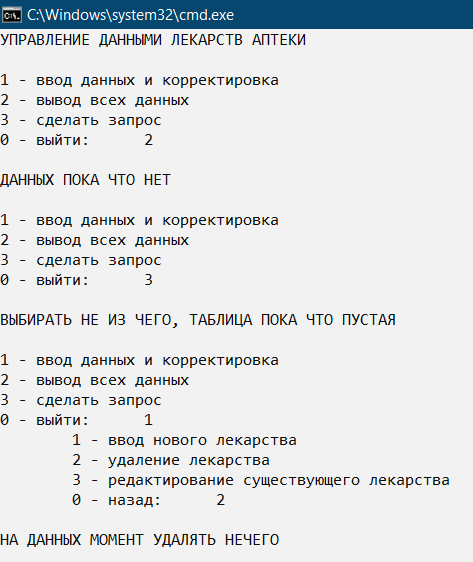 C:\Windows\system32\cmd.exe
УПРАВЛЕНИЕ ДАННЫМИ ЛЕКАРСТВ АПТЕКИ
1 - ввод данных и корректировка
2 - вывод всех данных
3 - сделать запрос
0 - выйти: 2
ДАННЫХ ПОКА ЧТО НЕТ
1 - ввод данных и корректировка
2 - вывод всех данных
3 - сделать запрос
0 - выйти: 3
ВЫБИРАТЬ НЕ ИЗ ЧЕГО, ТАБЛИЦА ПОКА ЧТО ПУСТАЯ
1 - ввод данных и корректировка
2 - вывод всех данных
3 - сделать запрос
0 - выйти: 1
1 - ввод нового лекарства
2 - удаление лекарства
3 - редактирование существующего лекарства
0 - назад: 2
НА ДАННЫХ МОМЕНТ УДАЛЯТЬ НЕЧЕГО